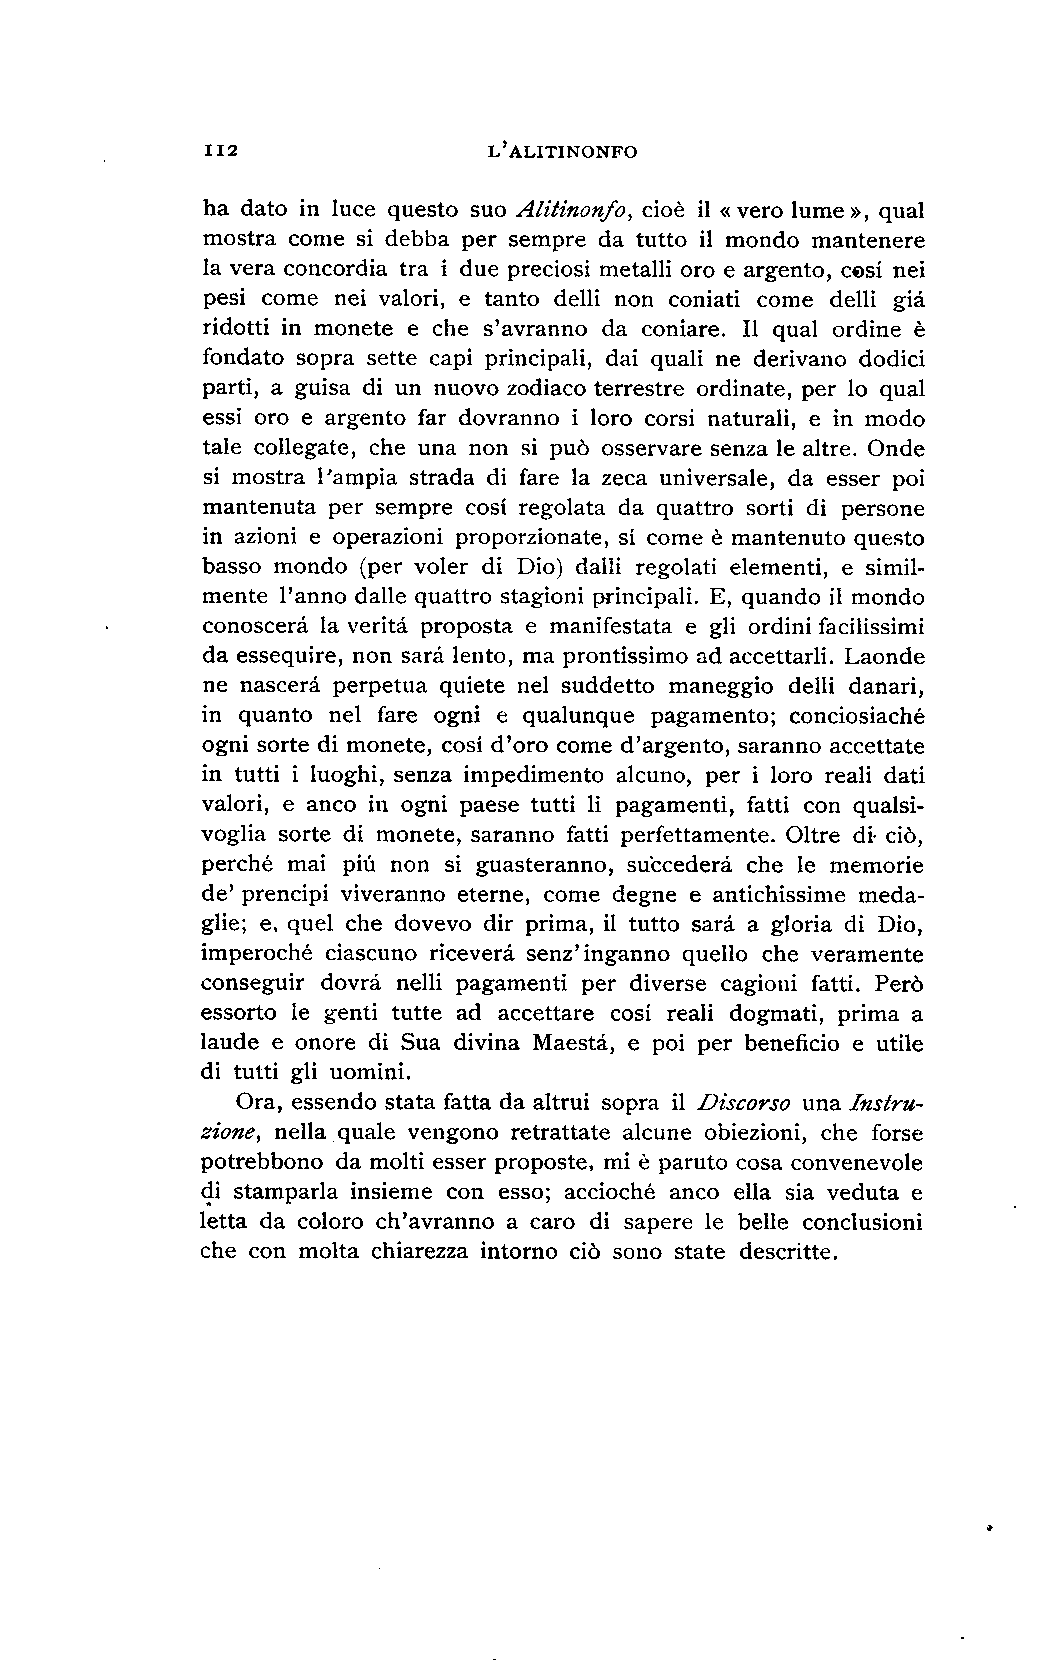 112 L'ALITINONFO
ha dato in luce questo suo Alitinonfo, cioè il « vero lume », qual
mostra come si debba per sempre da tutto il mondo mantenere
la vera concordia tra i due preciosi metalli oro e argento, cosí nei
pesi come nei valori, e tanto delli non coniati come delli giá
ridotti in monete e che s'avranno da coniare. Il qual ordine è
fondato sopra sette capi principali, dai quali ne derivano dodici
parti, a guisa di un nuovo zodiaco terrestre ordinate, per lo qual
essi oro e argento far dovranno i loro corsi naturali, e in modo
tale collegate, che una non si può osservare senza le altre. Onde
si mostra l'ampia strada di fare la zeca universale, da esser poi
mantenuta per sempre cosí regolata da quattro sorti di persone
in azioni e operazioni proporzionate, sí come è mantenuto questo
basso mondo (per voler di Dio) dalli regolati elementi, e simil-
mente l'anno dalle quattro stagioni principali. E, quando il mondo
conoscerá la veritá proposta e manifestata e gli ordini facilissimi
da essequire, non sará lento, ma prontissimo ad accettarli. Laonde
ne nascerá perpetua quiete nel suddetto maneggio delli danari,
in quanto nel fare ogni e qualunque pagamento; conciosiaché
ogni sorte di monete, cosí d'oro come d'argento, saranno accettate
in tutti i luoghi, senza impedimento alcuno, per i loro reali dati
valori, e anco in ogni paese tutti li pagamenti, fatti con qualsi-
voglia sorte di monete, saranno fatti perfettamente. Oltre di ciò,
perché mai piú non si guasteranno, succederá che le memorie
de' prencipi viveranno eterne, come degne e antichissime meda-
glie; e, quel che dovevo dir prima, il tutto sará a gloria di Dio,
imperoché ciascuno riceverá senz'inganno quello che veramente
conseguir dovrá nelli pagamenti per diverse cagioni fatti. Però
essorto le genti tutte ad accettare cosí reali dogmati, prima a
laude e onore di Sua divina Maestá, e poi per beneficio e utile
di tutti gli uomini.
Ora, essendo stata fatta da altrui sopra il Discorso una Instru-
zione, nella quale vengono retrattate alcune obiezioni, che forse
potrebbono da molti esser proposte, mi è paruto cosa convenevole
di stamparla insieme con esso; accioché anco ella sia veduta e
letta da coloro ch'avranno a caro di sapere le belle conclusioni
che con molta chiarezza intorno ciò sono state descritte.